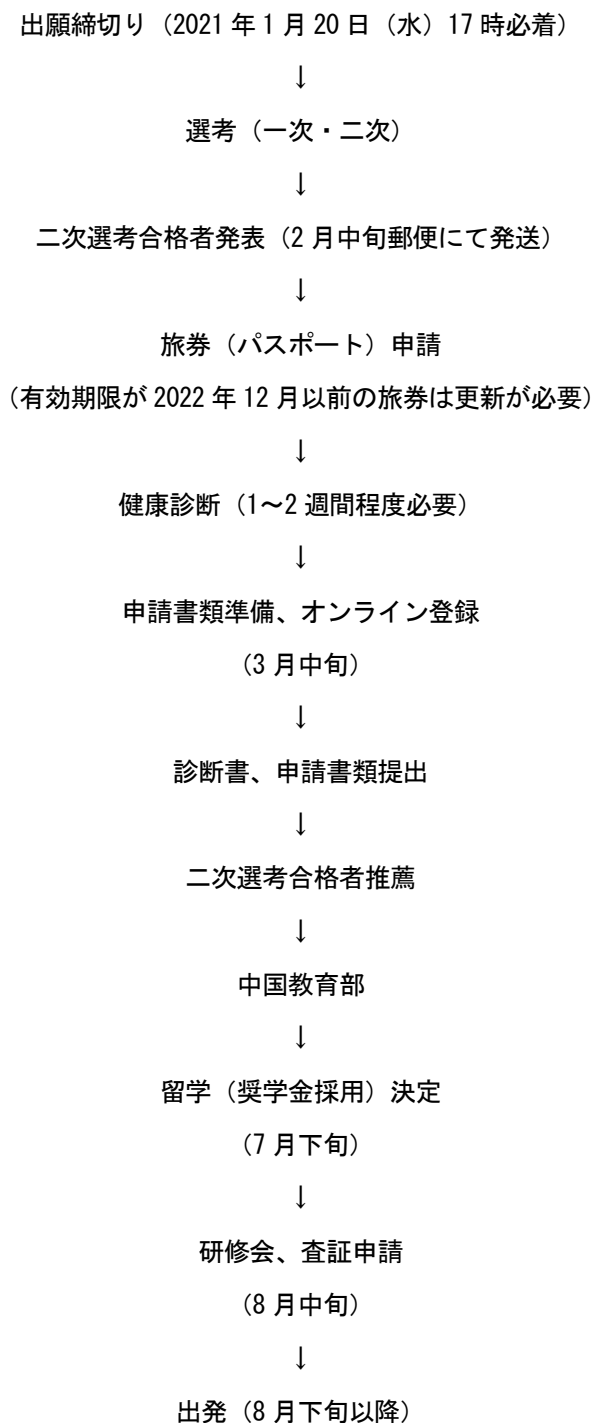 出願締切り（2021 年 1 月 20 日（水）17 時必着）
↓
選考（一次・二次）
↓
二次選考合格者発表（2 月中旬郵便にて発送）
↓
旅券（パスポート）申請
（有効期限が 2022 年 12 月以前の旅券は更新が必要）
↓
健康診断（1～2 週間程度必要）
↓
申請書類準備、オンライン登録
（3 月中旬）
↓
診断書、申請書類提出
↓
二次選考合格者推薦
↓
中国教育部
↓
留学（奨学金採用）決定
（7 月下旬）
↓
研修会、査証申請
（8 月中旬）
↓
出発（8 月下旬以降）